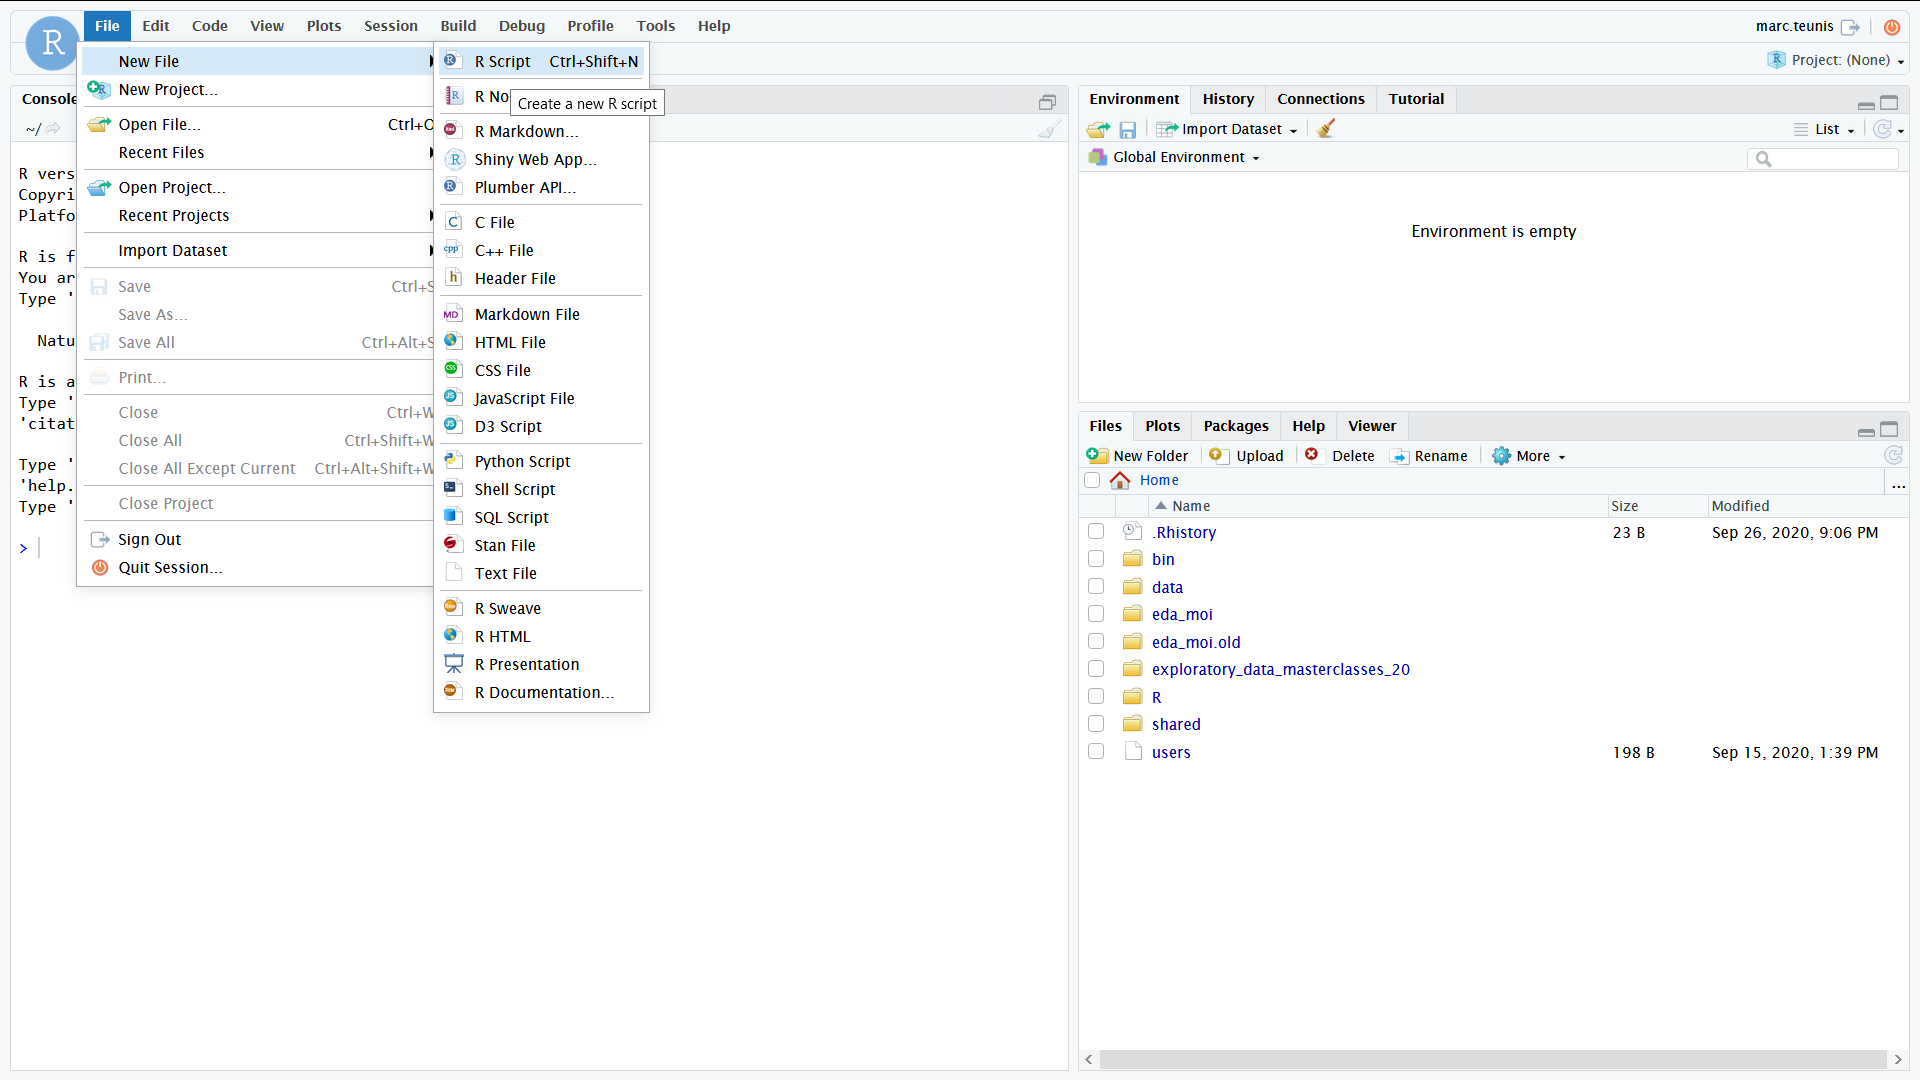 R
File Edit Code View Plots Session Build Debug Profile Tools Help
marc.teunis
Project: (None)
New File
New Project...
Open File... Ctrl+O
Recent Files
Open Project...
Recent Projects
Import Dataset
Save Ctrl+S
Save As...
Save All Ctrl+Alt+S
Print...
Close Ctrl+W
Close All Ctrl+Shift+W
Close All Except Current Ctrl+Alt+Shift+W
Close Project
Sign Out
Quit Session...
R Script Ctrl+Shift+N
R No
Create a new R script
R Markdown...
Shiny Web App...
Plumber API...
C File
C++ File
Header File
Markdown File
HTML File
CSS File
JavaScript File
D3 Script
Python Script
Shell Script
SQL Script
Stan File
Text File
R Sweave
R HTML
R Presentation
R Documentation...
Console
~/
R vers
Copyri
Platfo
R is f
You ar
Type '
Natu
R is a
Type '
'citat
Type '
'help.
Type '
>
Environment History Connections Tutorial
Import Dataset List
Global Environment
Environment is empty
Files Plots Packages Help Viewer
New Folder Upload Delete Rename More
Home ...
Name Size Modified
.Rhistory 23 B Sep 26, 2020, 9:06 PM
bin
data
eda_moi
eda_moi.old
exploratory_data_masterclasses_20
R
shared
users 198 B Sep 15, 2020, 1:39 PM